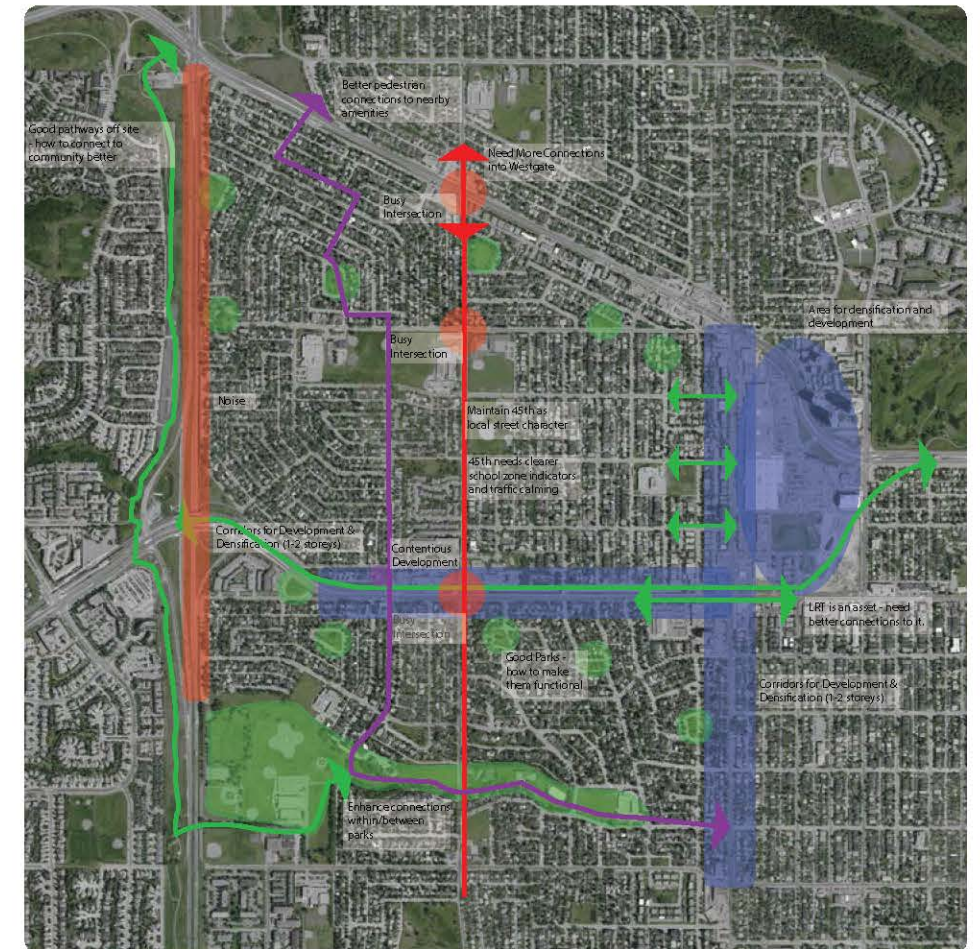 Better pedestrian
connections to nearby
amenities
Good pathways off site
- how to connect to
community better
Need More Connections
into Westgate
Busy
Intersection
Area for densification and
development
Busy
Intersection
Noise
Maintain 45th as
local street character
45th needs clearer
school zone indicators
and traffic calming
Corridors for Development &
Densification (1-2 storeys)
Contentious
Development
LRT is an asset - need
better connections to it.
Busy
Intersection
Good Parks -
how to make
them functional
Corridors for Development &
Densification (1-2 storeys)
Enhance connections
within/between
parks